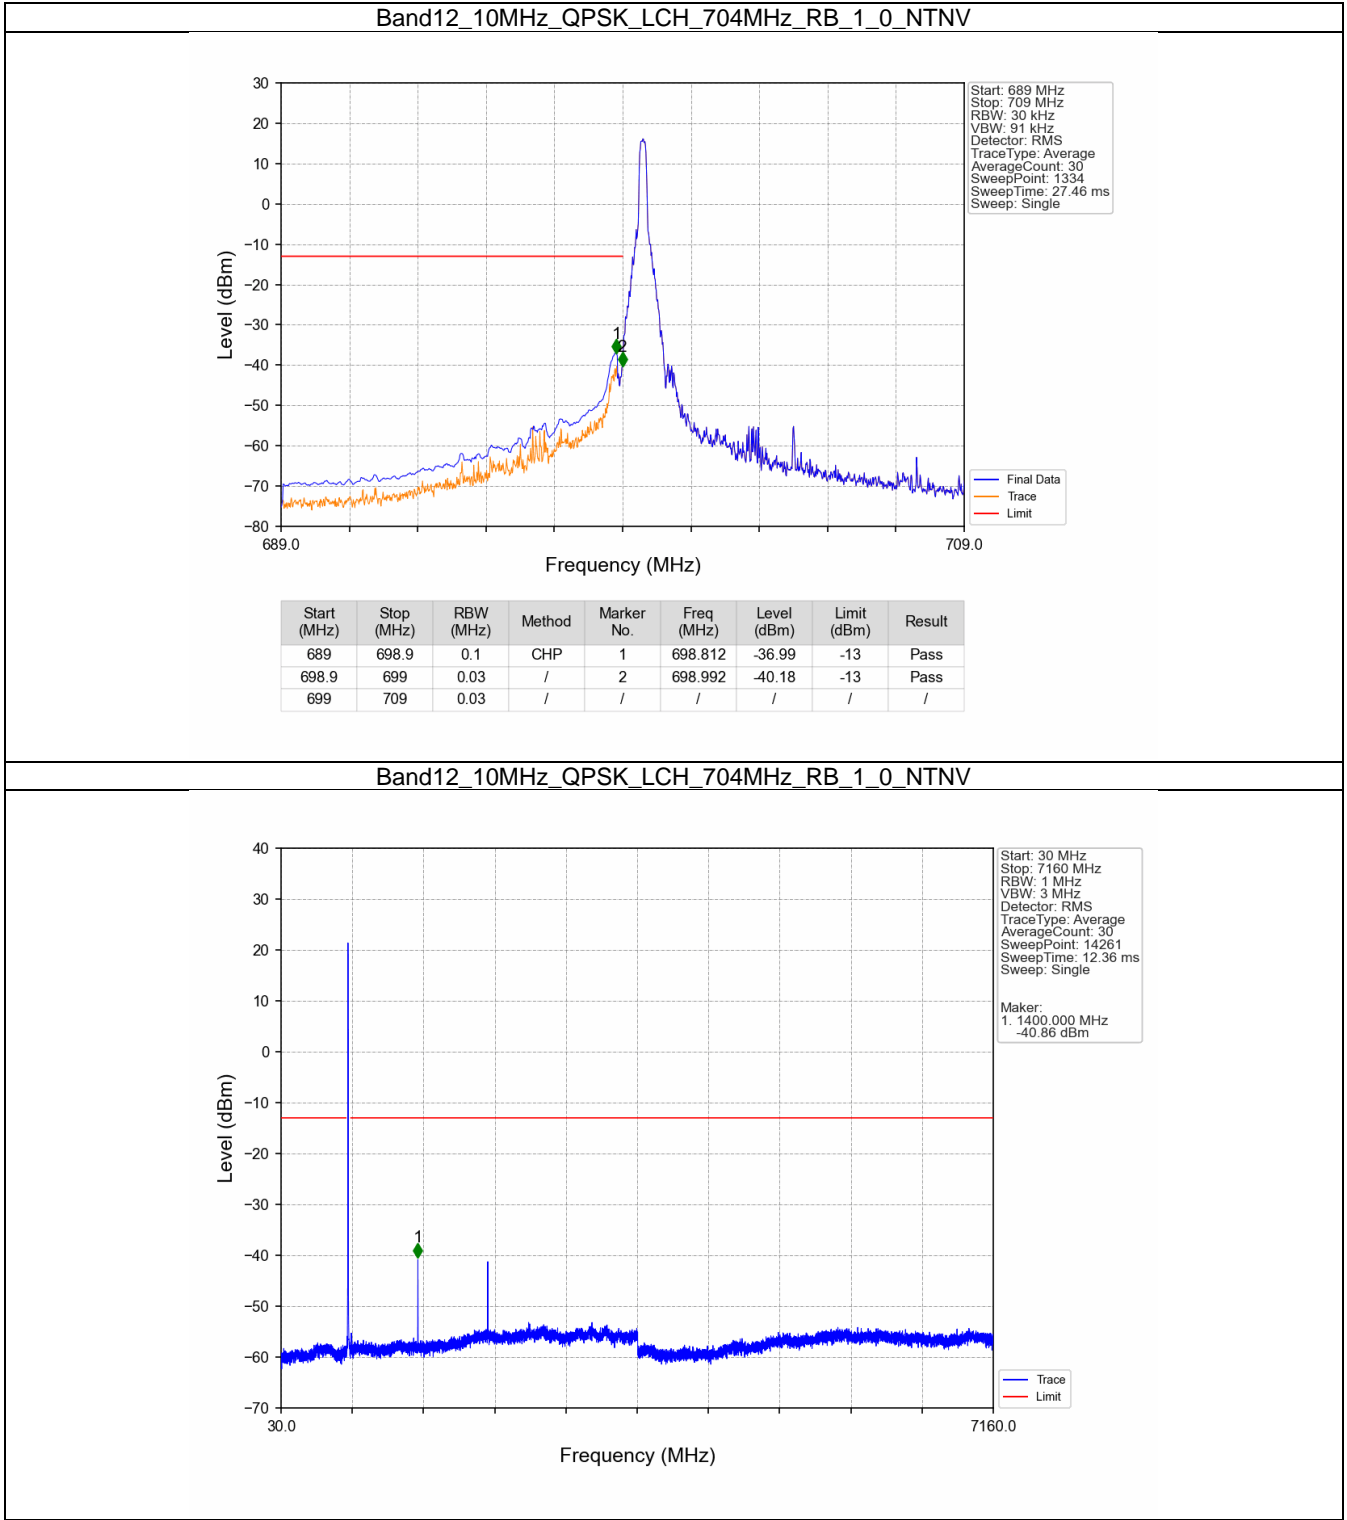 Band12_10MHz_QPSK_LCH_704MHz_RB_1_0_NTNV
30
20
10
0
−10
−20
−30
−40
−50
−60
−70
−80
Level (dBm)
1
2
689.0
709.0
Frequency (MHz)
Start: 689 MHz
Stop: 709 MHz
RBW: 30 kHz
VBW: 91 kHz
Detector: RMS
TraceType: Average
AverageCount: 30
SweepPoint: 1334
SweepTime: 27.46 ms
Sweep: Single
Final Data
Trace
Limit
Start (MHz) Stop (MHz) RBW (MHz) Method Marker No. Freq (MHz) Level (dBm) Limit (dBm) Result
689 698.9 0.1 CHP 1 698.812 -36.99 -13 Pass
698.9 699 0.03 / 2 698.992 -40.18 -13 Pass
699 709 0.03 / / / / / /
Band12_10MHz_QPSK_LCH_704MHz_RB_1_0_NTNV
40
30
20
10
0
−10
−20
−30
−40
−50
−60
−70
Level (dBm)
1
30.0
7160.0
Frequency (MHz)
Start: 30 MHz
Stop: 7160 MHz
RBW: 1 MHz
VBW: 3 MHz
Detector: RMS
TraceType: Average
AverageCount: 30
SweepPoint: 14261
SweepTime: 12.36 ms
Sweep: Single
Maker:
1. 1400.000 MHz
-40.86 dBm
Trace
Limit